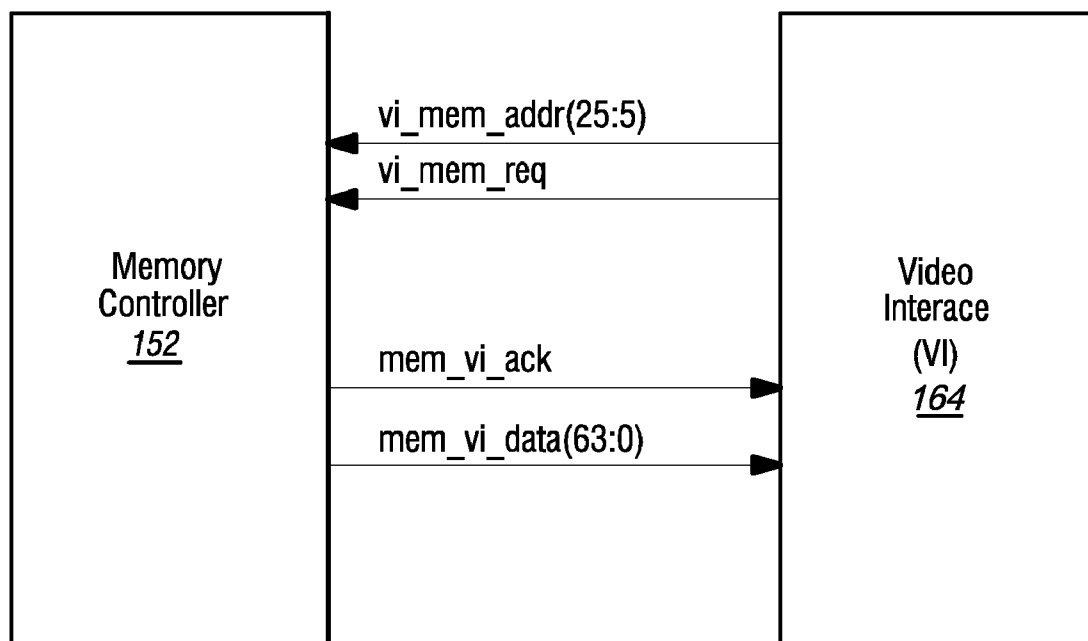 vi_mem_addr(25:5)
vi_mem_req
Memory
Controller
152
Video
Interace
(VI)
164
mem_vi_ack
mem_vi_data(63:0)